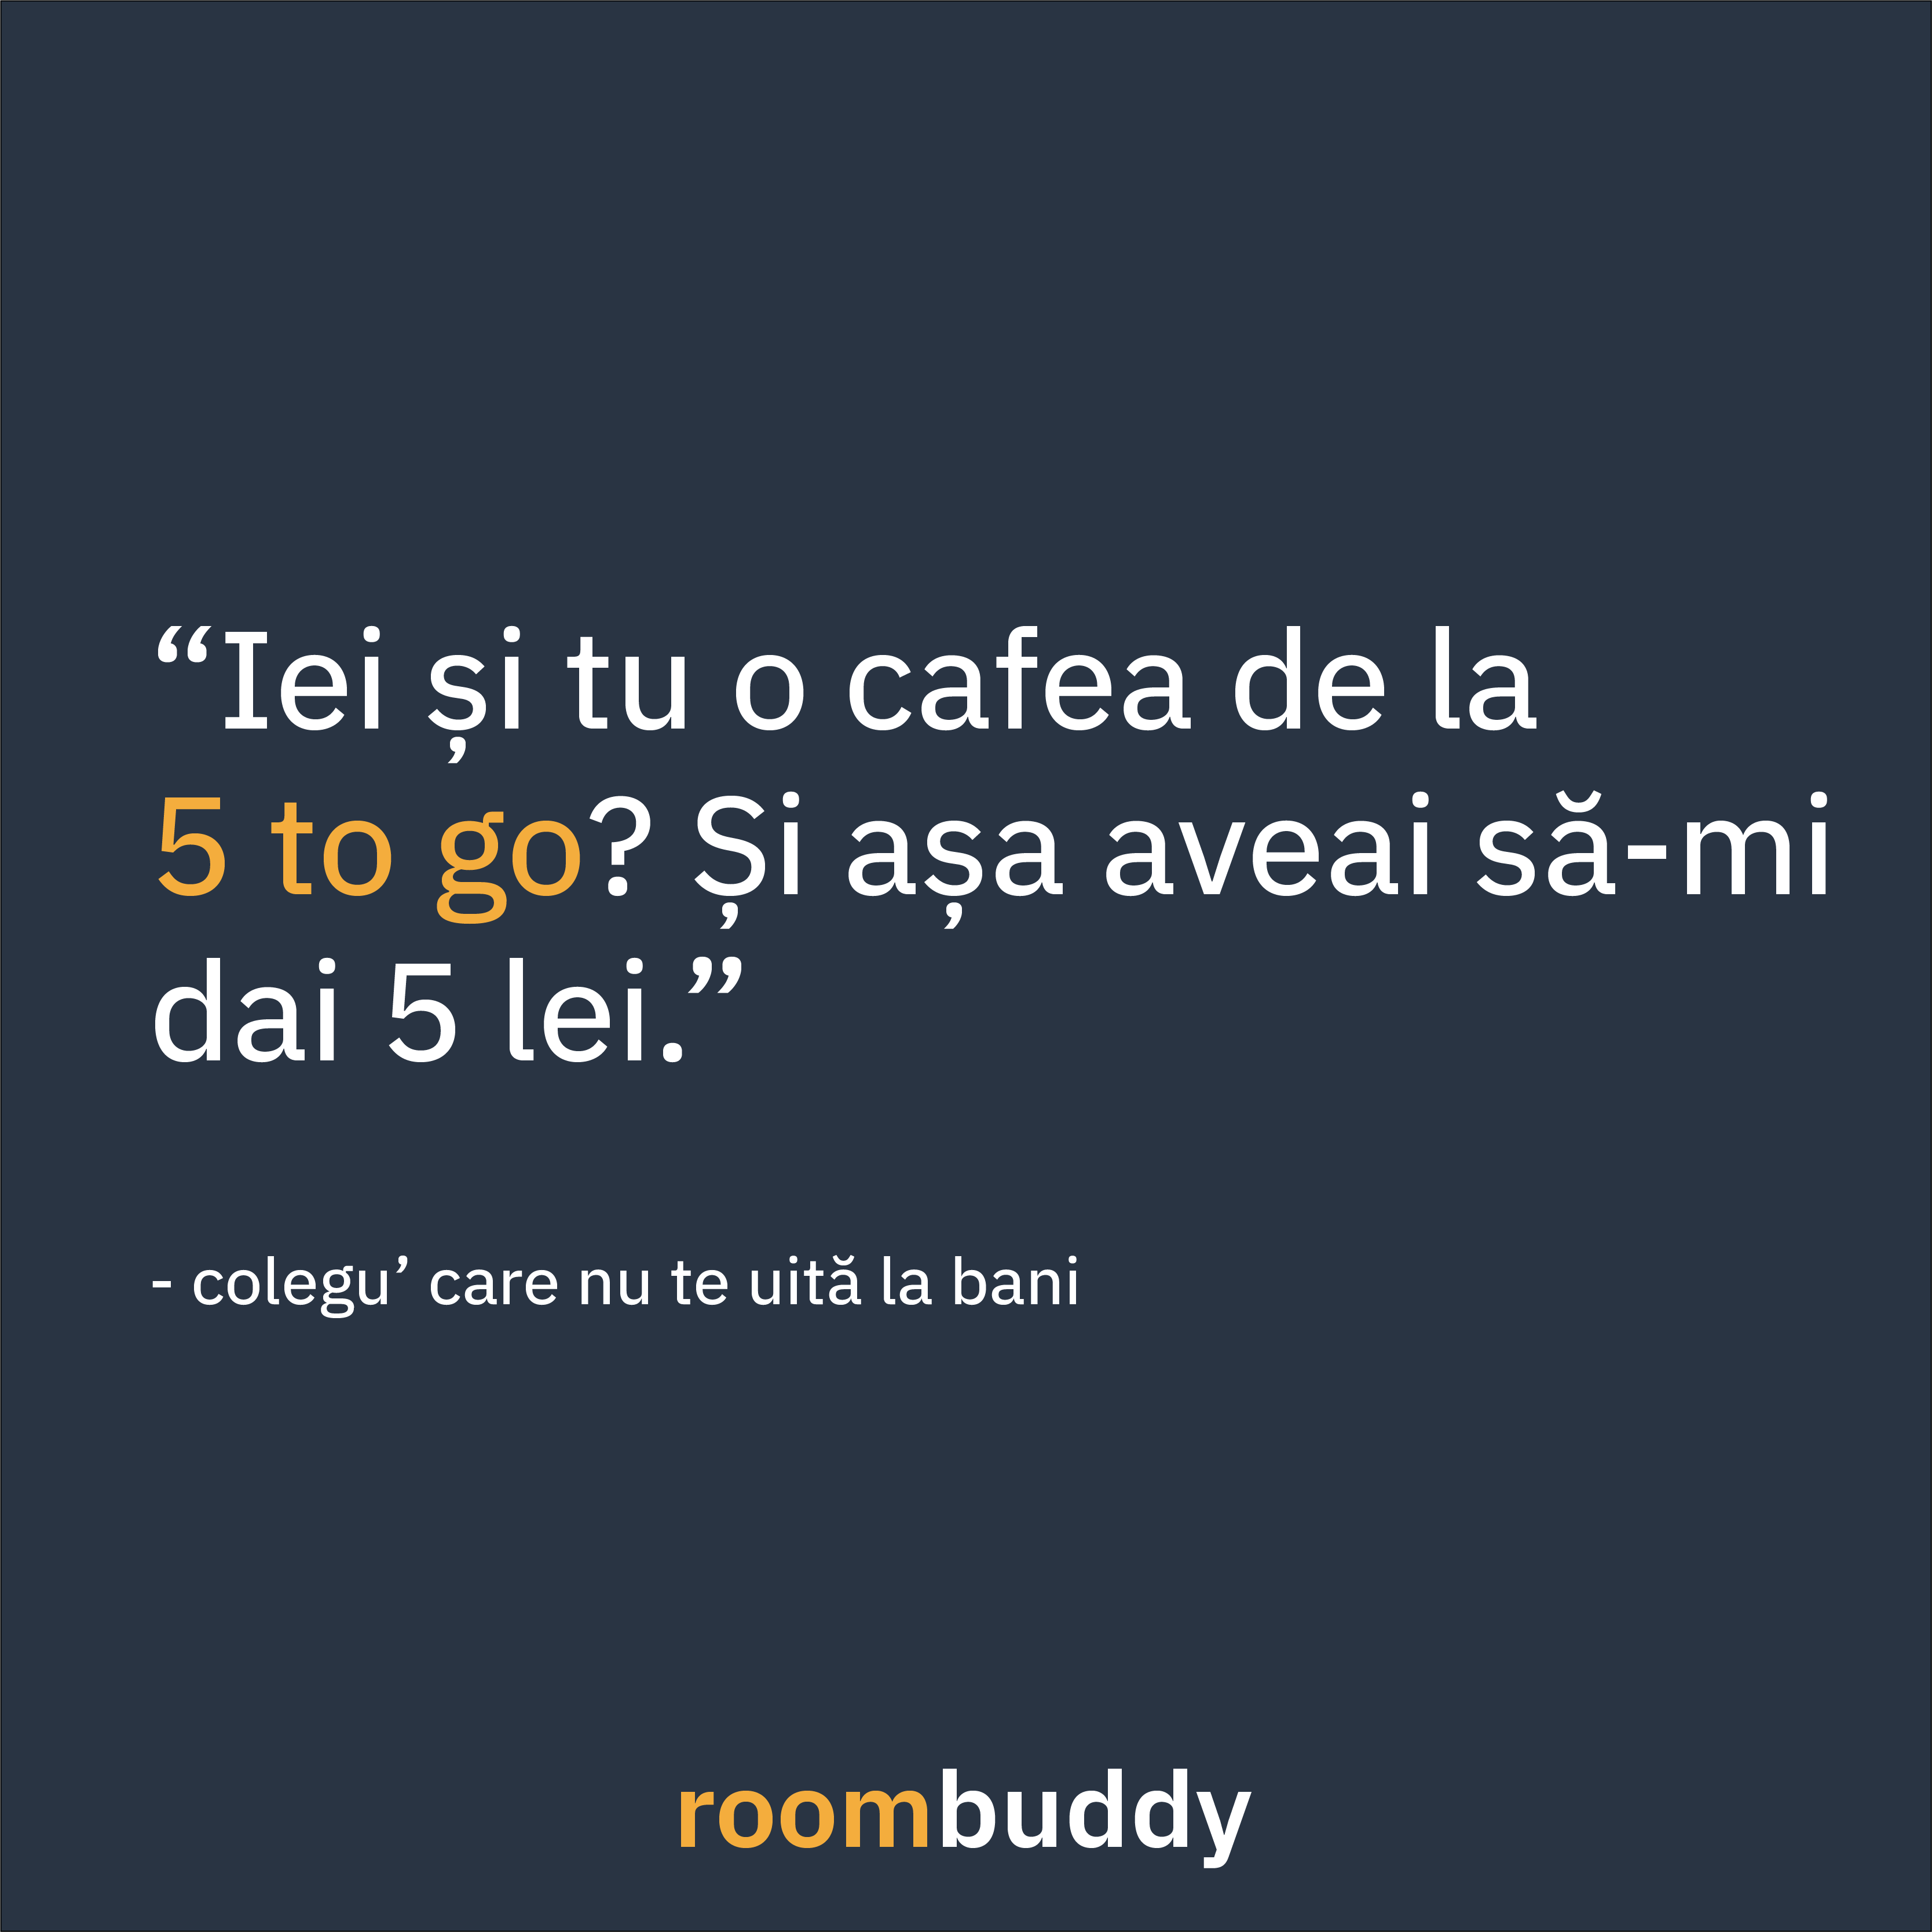 “Iei și tu o cafea de la
5 to go? Și așa aveai să-mi
dai 5 lei.”
- colegu’ care nu te uită la bani
roombuddy